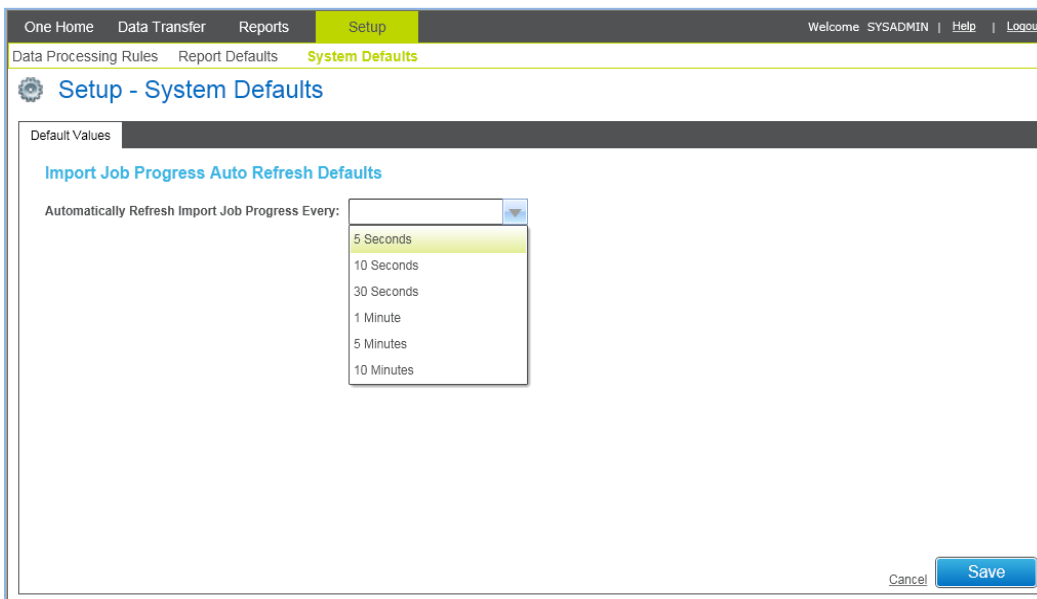 One Home Data Transfer Reports Setup Welcome SYSADMIN | Help | Logou
Data Processing Rules Report Defaults System Defaults
Setup - System Defaults
Default Values
Import Job Progress Auto Refresh Defaults
Automatically Refresh Import Job Progress Every:
5 Seconds
10 Seconds
30 Seconds
1 Minute
5 Minutes
10 Minutes
Cancel Save